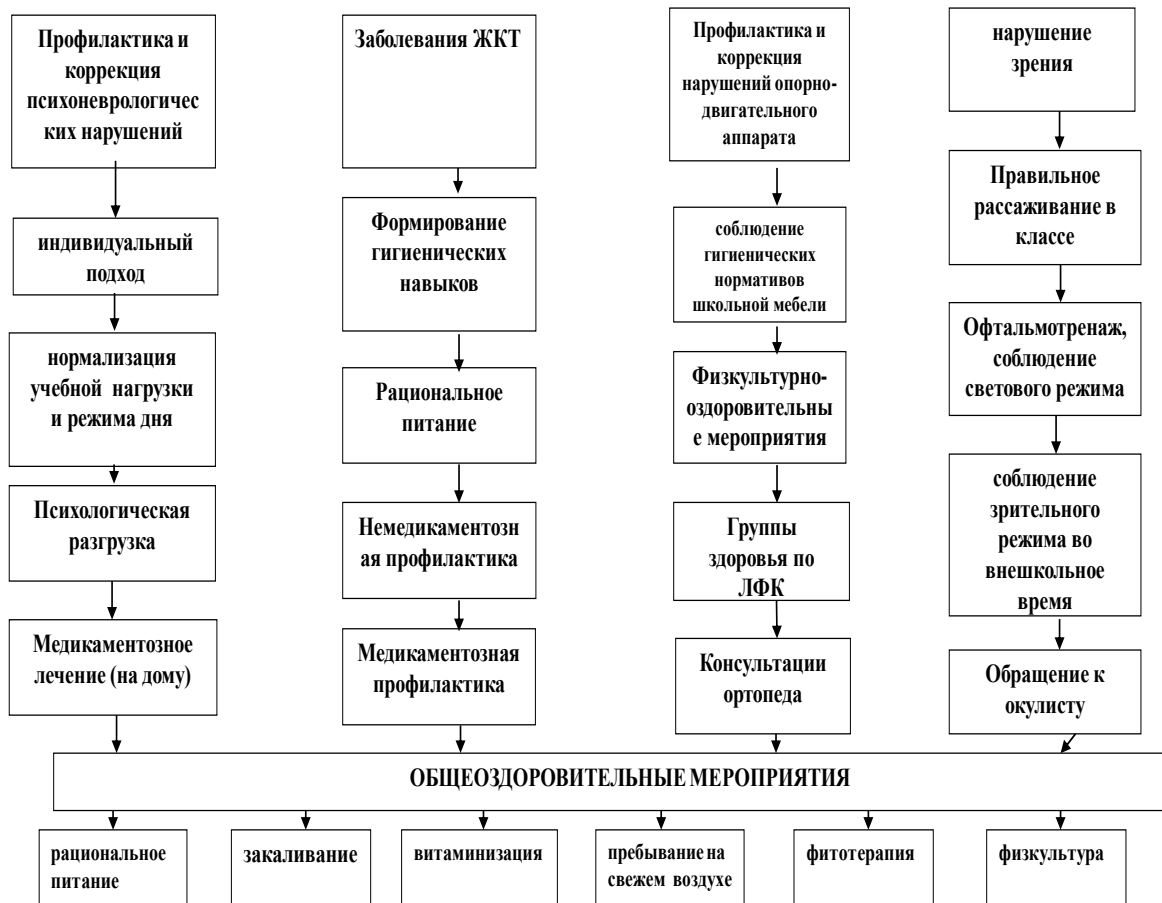 Профилактика и
коррекция
психоневрологичес
ких нарушений
индивидуальный
подход
нормализация
учебной нагрузки
и режима дня
Психологическая
разгрузка
Медикаментозное
лечение (на дому)
Заболевания ЖКТ
Формирование
гигиенических
навыков
Рациональное
питание
Немедикаментозн
ая профилактика
Медикаментозная
профилактика
Профилактика и
коррекция
нарушений опорно-
двигательного
аппарата
соблюдение
гигиенических
нормативов
школьной мебели
Физкультурно-
оздоровительны
е мероприятия
Группы
здоровья по
ЛФК
Консультации
ортопеда
нарушение
зрения
Правильное
рассаживание в
классе
Офтальмотренаж,
соблюдение
светового режима
соблюдение
зрительного
режима во
внешкольное
время
Обращение к
окулисту
ОБЩЕОЗДОРОВИТЕЛЬНЫЕ МЕРОПРИЯТИЯ
рациональное
питание
закаливание
витаминизация
пребывание на
свежем воздухе
фитотерапия
физкультура